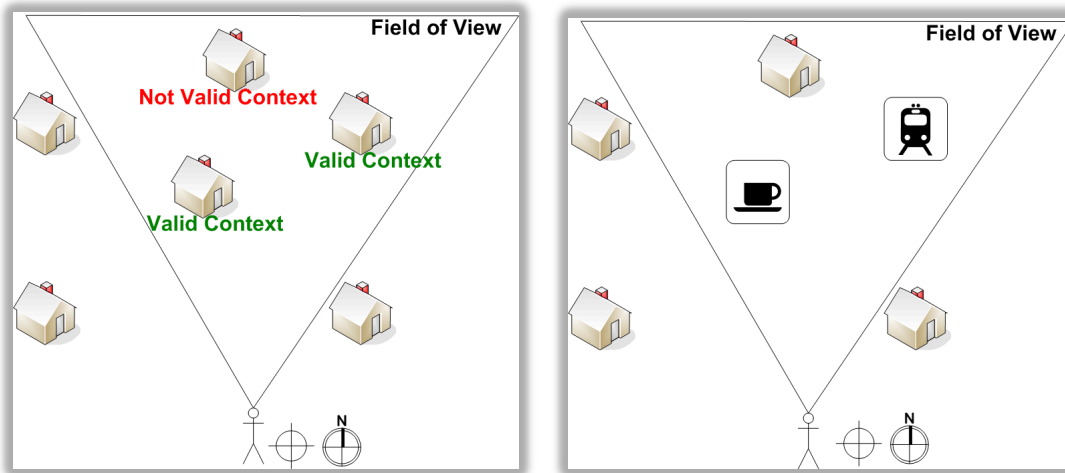 Field of View
Not Valid Context
Valid Context
Valid Context
N
Field of View
N